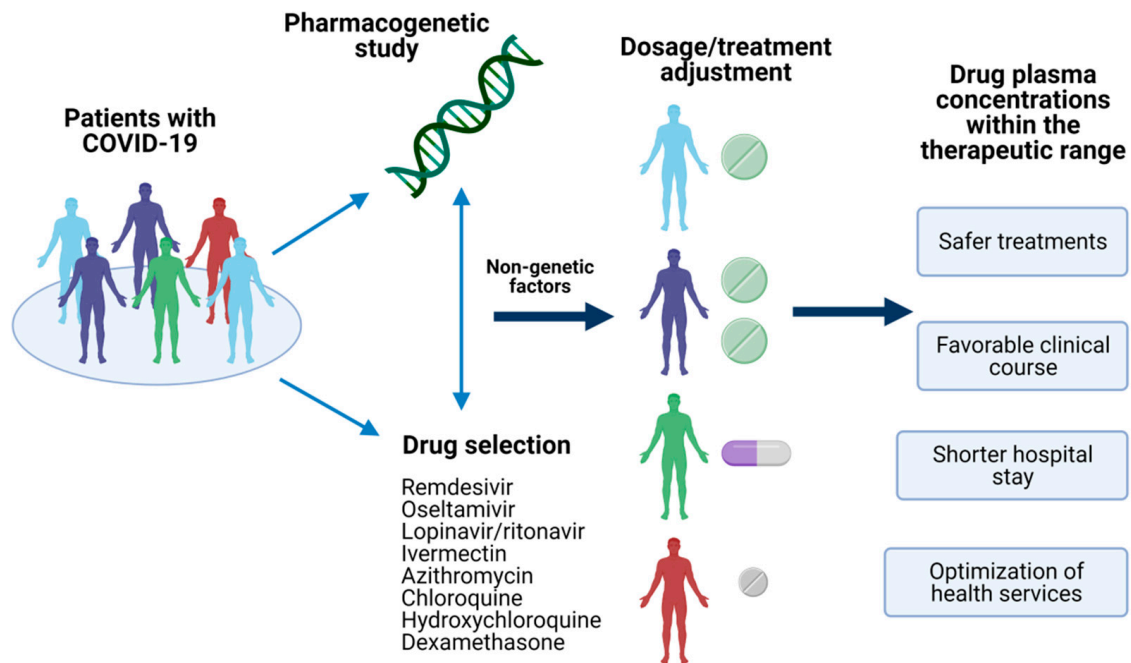 Pharmacogenetic
study
Patients with
COVID-19
Non-genetic
factors
Drug selection
Remdesivir
Oseltamivir
Lopinavir/ritonavir
Ivermectin
Azithromycin
Chloroquine
Hydroxychloroquine
Dexamethasone
Dosage/treatment
adjustment
Drug plasma
concentrations
within the
therapeutic range
Safer treatments
Favorable clinical
course
Shorter hospital
stay
Optimization of
health services